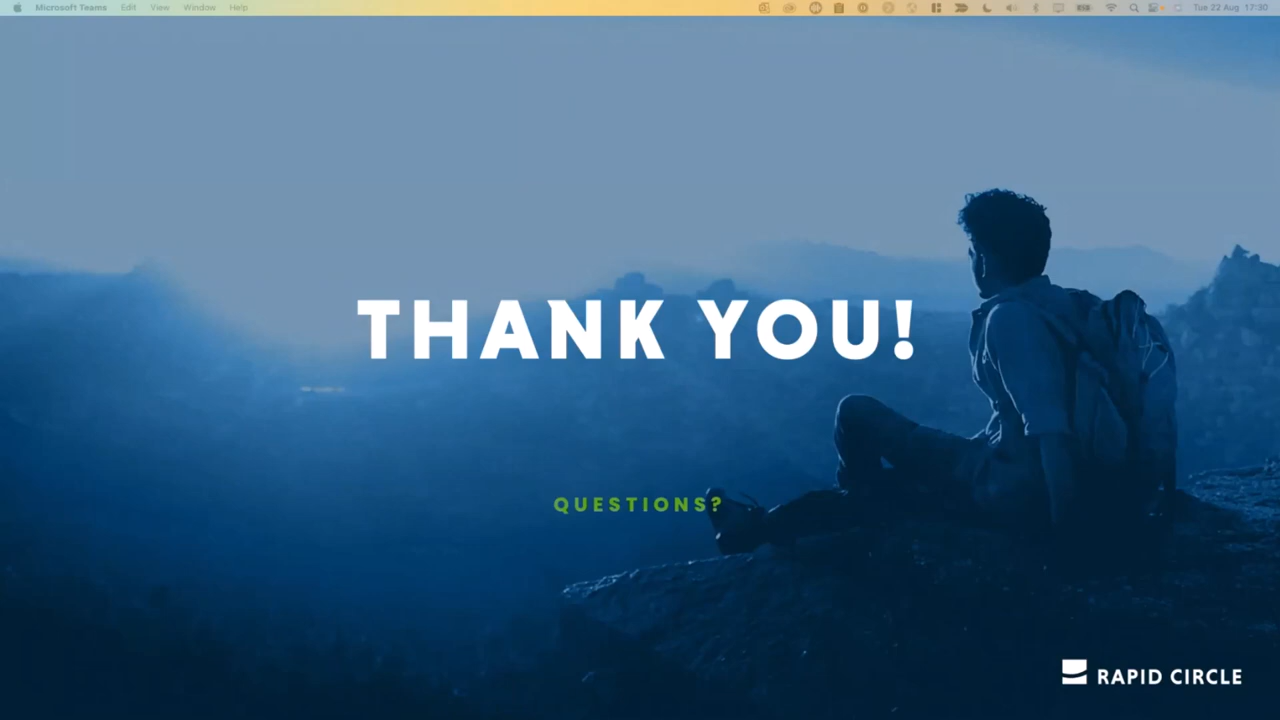 Microsoft Teams Edit View Window Help Tue 22 Aug 17:30
THANK YOU!
QUESTIONS?
RAPID CIRCLE